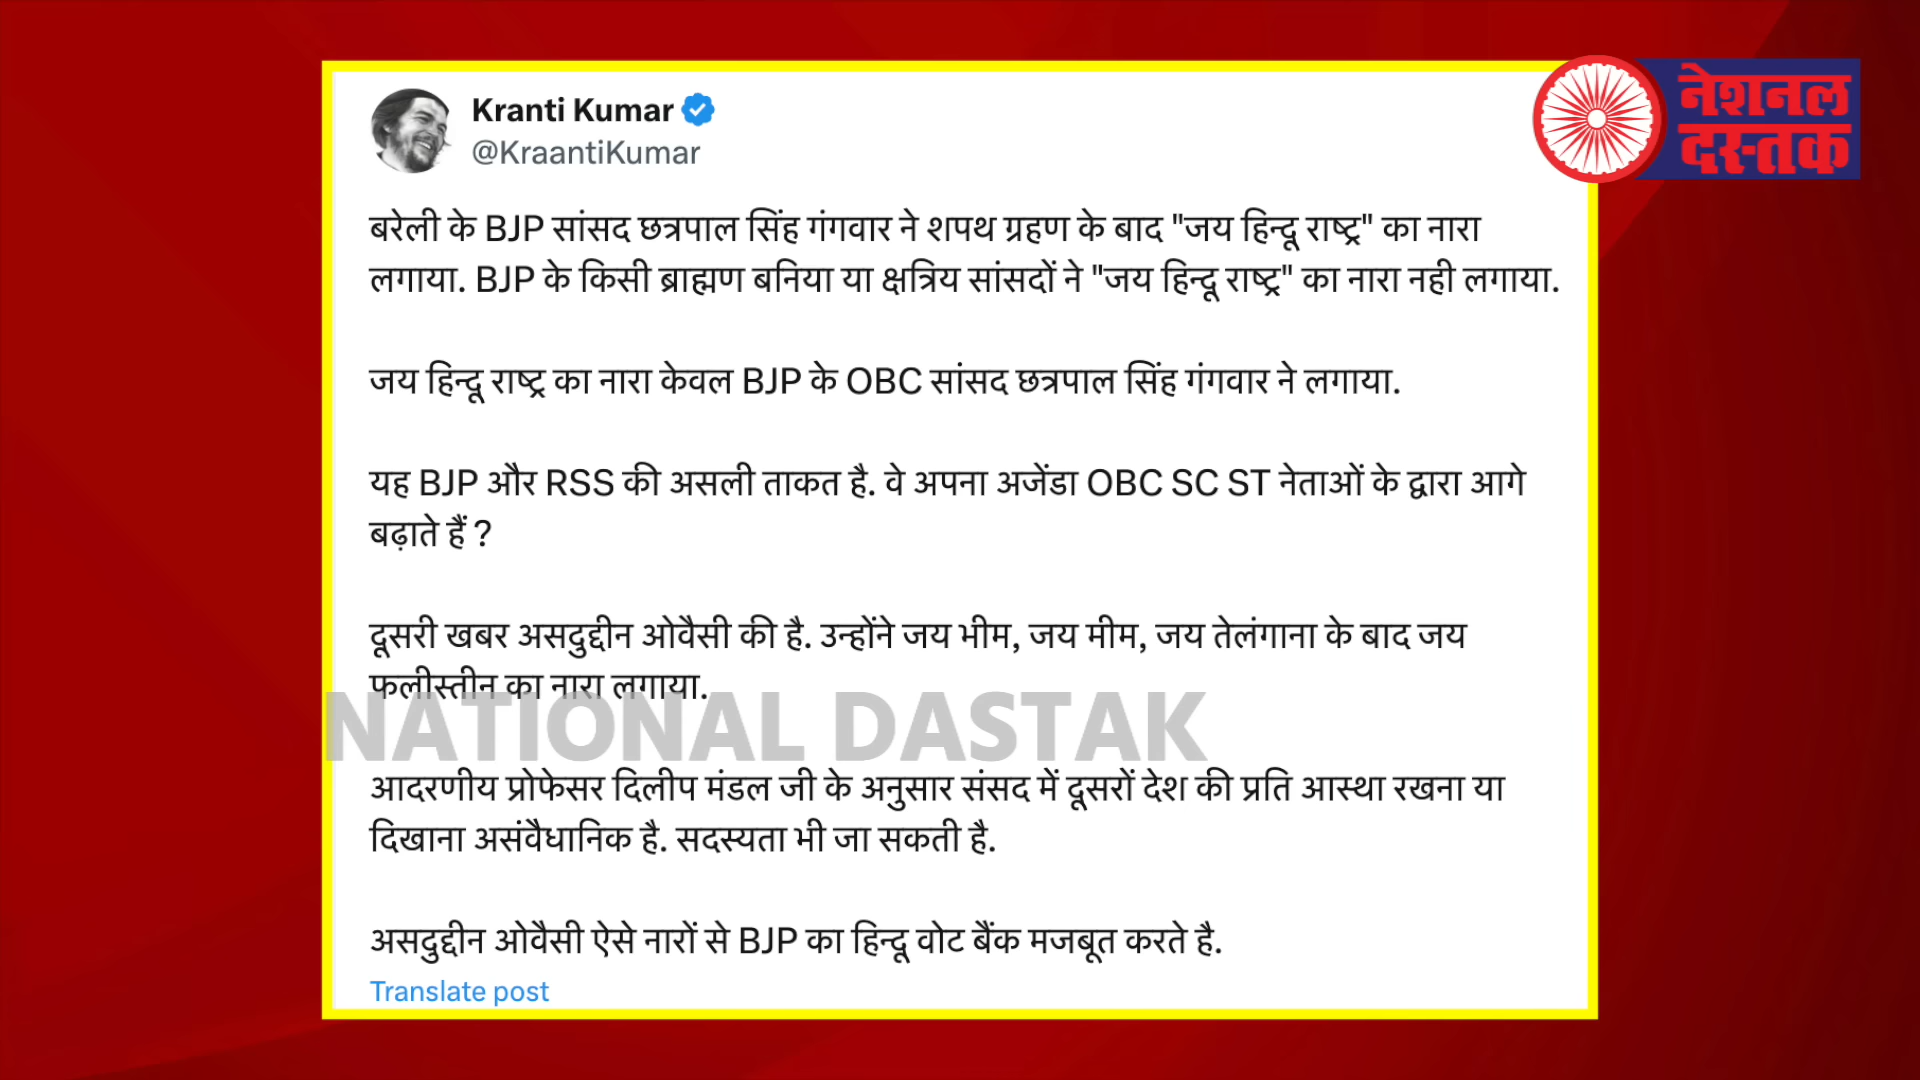 Kranti Kumar
@KraantiKumar
नेशनल
दस्तक
बरेली के BJP सांसद छत्रपाल सिंह गंगवार ने शपथ ग्रहण के बाद "जय हिन्दू राष्ट्र" का नारा
लगाया. BJP के किसी ब्राह्मण बनिया या क्षत्रिय सांसदों ने "जय हिन्दू राष्ट्र" का नारा नही लगाया.
जय हिन्दू राष्ट्र का नारा केवल BJP के OBC सांसद छत्रपाल सिंह गंगवार ने लगाया.
यह BJP और RSS की असली ताकत है. वे अपना अजेंडा OBC SC ST नेताओं के द्वारा आगे
बढ़ाते हैं ?
दूसरी खबर असदुद्दीन ओवैसी की है. उन्होंने जय भीम, जय मीम, जय तेलंगाना के बाद जय
फलीस्तीन का नारा लगाया.
NATIONAL DASTAK
आदरणीय प्रोफेसर दिलीप मंडल जी के अनुसार संसद में दूसरों देश की प्रति आस्था रखना या
दिखाना असंवैधानिक है. सदस्यता भी जा सकती है.
असदुद्दीन ओवैसी ऐसे नारों से BJP का हिन्दू वोट बैंक मजबूत करते है.
Translate post